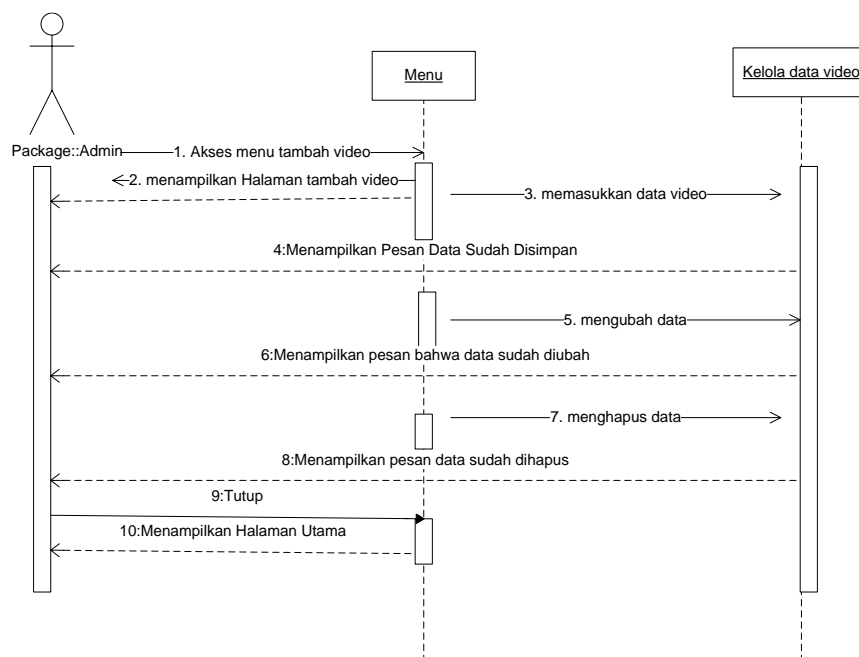 Menu
Kelola data video
Package::Admin
1. Akses menu tambah video
2. menampilkan Halaman tambah video
3. memasukkan data video
4:Menampilkan Pesan Data Sudah Disimpan
5. mengubah data
6:Menampilkan pesan bahwa data sudah diubah
7. menghapus data
8:Menampilkan pesan data sudah dihapus
9:Tutup
10:Menampilkan Halaman Utama